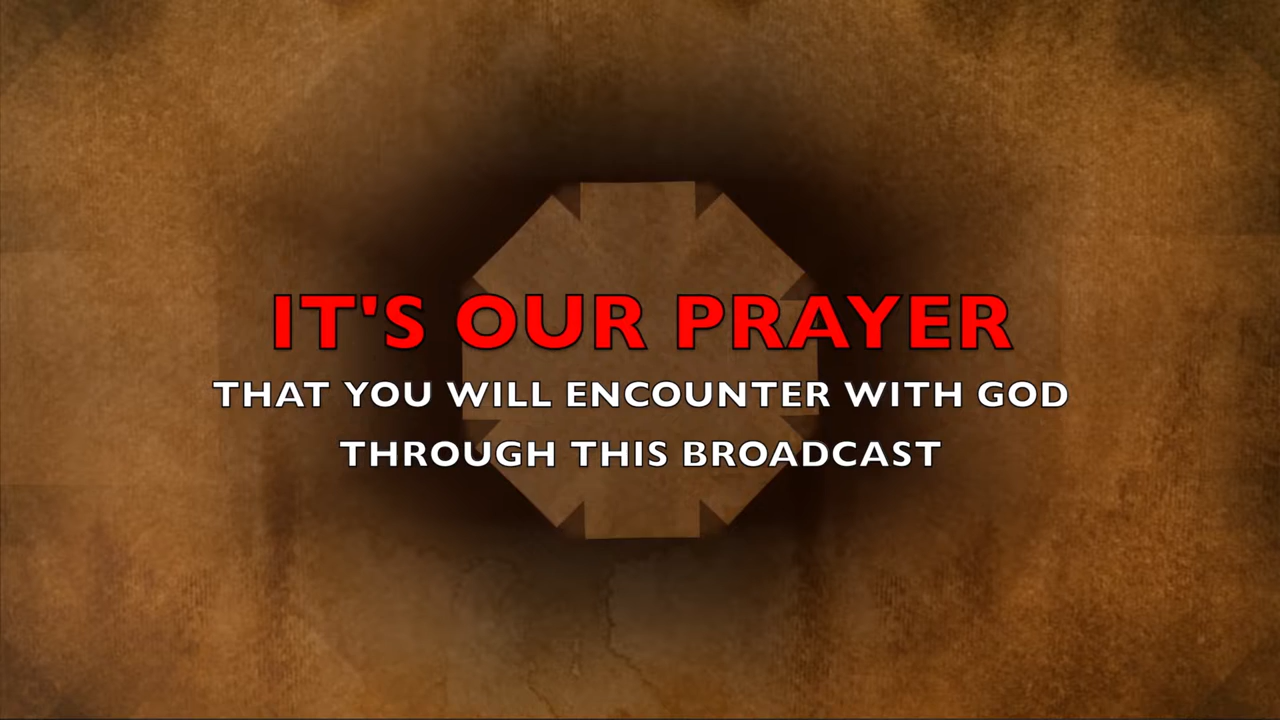 IT'S OUR PRAYER
THAT YOU WILL ENCOUNTER WITH GOD
THROUGH THIS BROADCAST